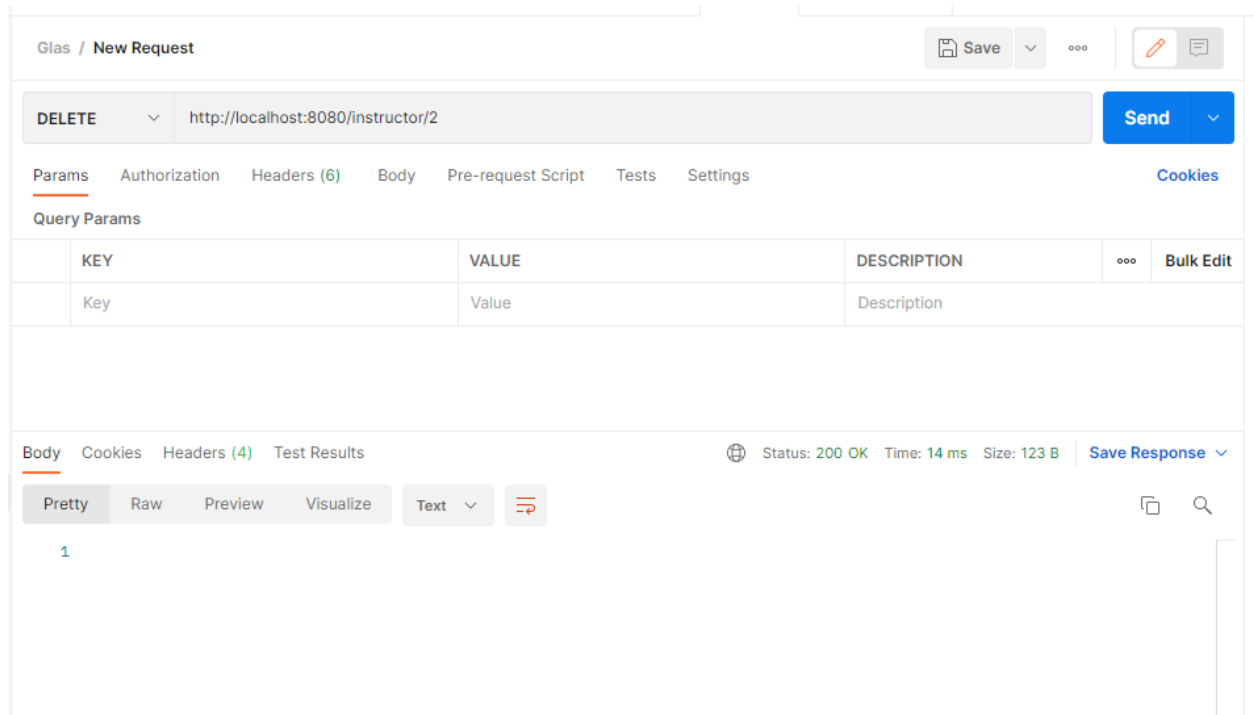 Glas / New Request Save ooo
DELETE http://localhost:8080/instructor/2 Send
Params Authorization Headers (6) Body Pre-request Script Tests Settings Cookies
Query Params
KEY VALUE DESCRIPTION ooo Bulk Edit
Key Value Description
Body Cookies Headers (4) Test Results Status: 200 OK Time: 14 ms Size: 123 B Save Response
Pretty Raw Preview Visualize Text
1